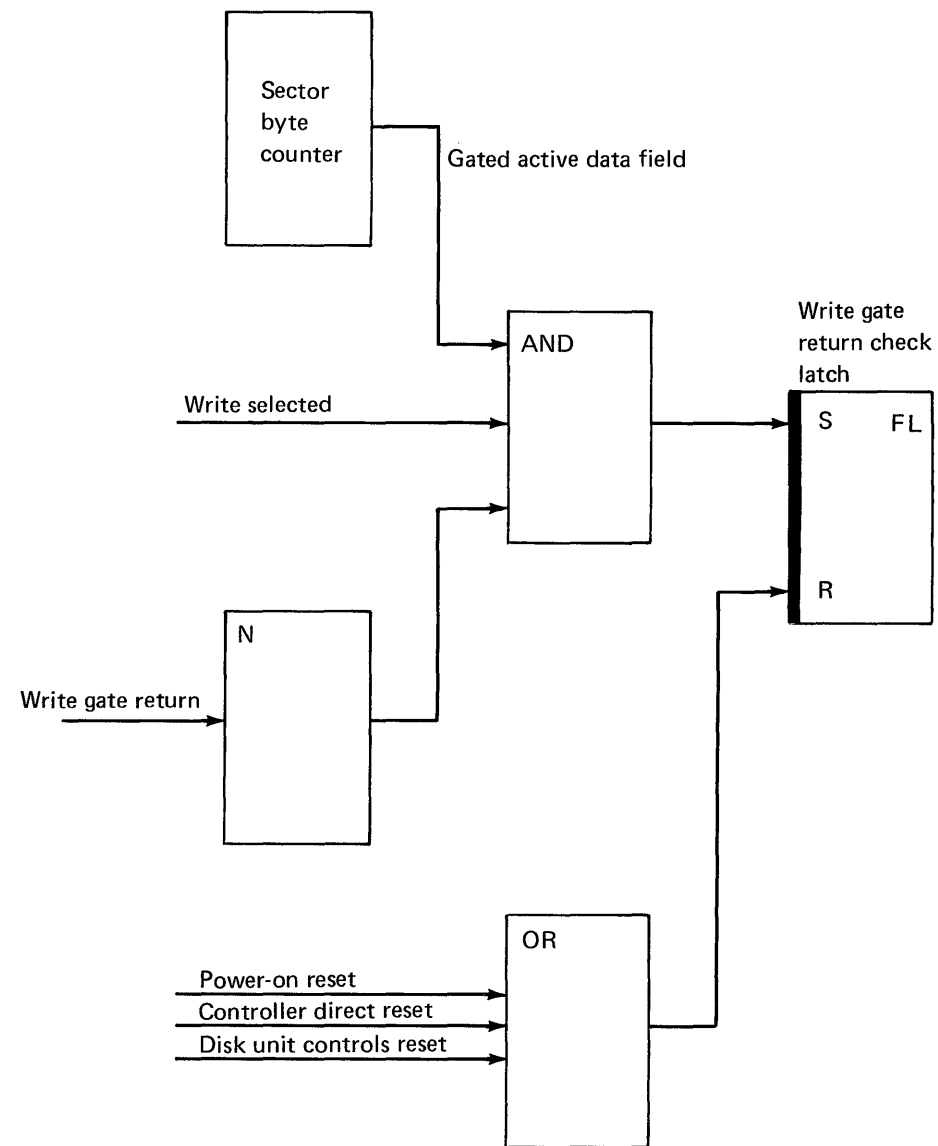 Sector
byte
counter
Gated active data field
AND
Write selected
Write gate
return check
latch
S FL
R
N
Write gate return
OR
Power-on reset
Controller direct reset
Disk unit controls reset